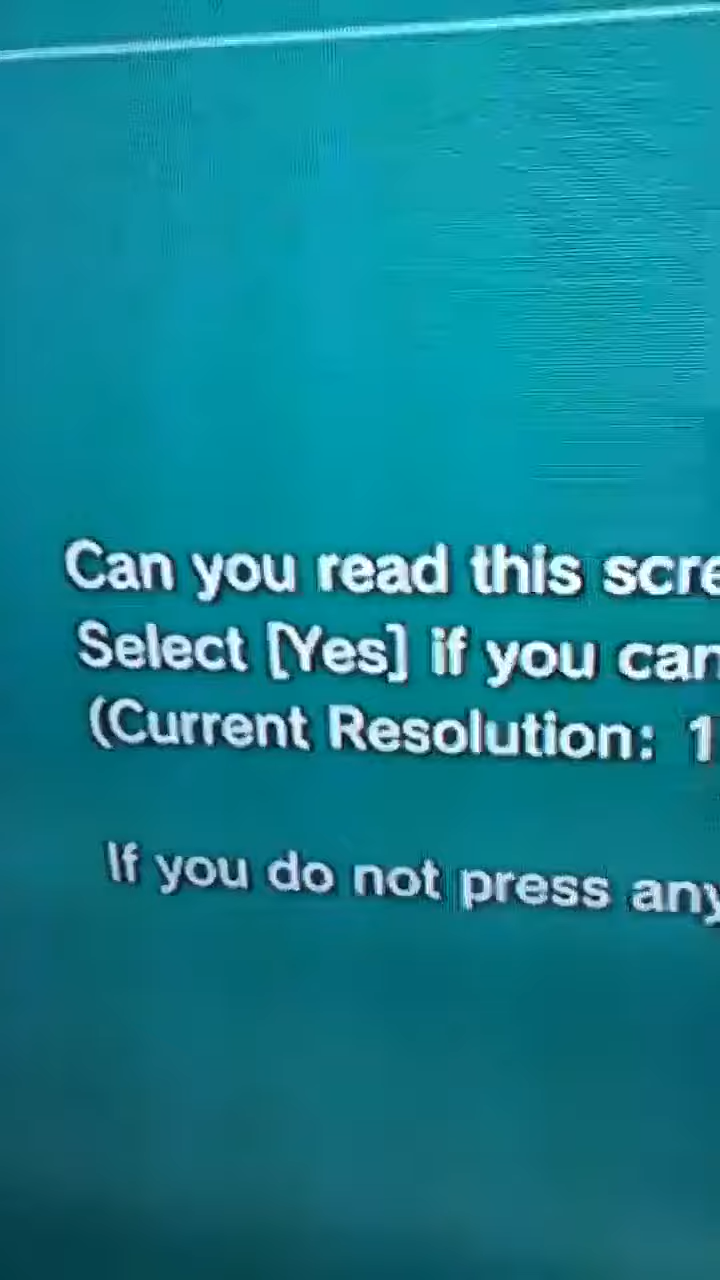 Can you read this scre
Select [Yes] if you can
(Current Resolution: 1
If you do not press any